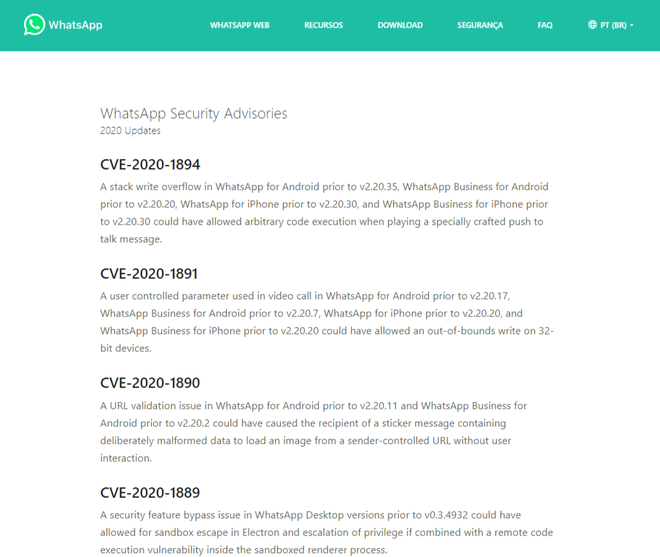 WhatsApp
WHATSAPP WEB
RECURSOS
DOWNLOAD
SEGURANÇA
FAQ
PT (BR)
WhatsApp Security Advisories
2020 Updates
CVE-2020-1894
A stack write overflow in WhatsApp for Android prior to v2.20.35, WhatsApp Business for Android
prior to v2.20.20, WhatsApp for iPhone prior to v2.20.30, and WhatsApp Business for iPhone prior
to v2.20.30 could have allowed arbitrary code execution when playing a specially crafted push to
talk message.
CVE-2020-1891
A user controlled parameter used in video call in WhatsApp for Android prior to v2.20.17,
WhatsApp Business for Android prior to v2.20.7, WhatsApp for iPhone prior to v2.20.20, and
WhatsApp Business for iPhone prior to v2.20.20 could have allowed an out-of-bounds write on 32-
bit devices.
CVE-2020-1890
A URL validation issue in WhatsApp for Android prior to v2.20.11 and WhatsApp Business for
Android prior to v2.20.2 could have caused the recipient of a sticker message containing
deliberately malformed data to load an image from a sender-controlled URL without user
interaction.
CVE-2020-1889
A security feature bypass issue in WhatsApp Desktop versions prior to v0.3.4932 could have
allowed for sandbox escape in Electron and escalation of privilege if combined with a remote code
execution vulnerability inside the sandboxed renderer process.